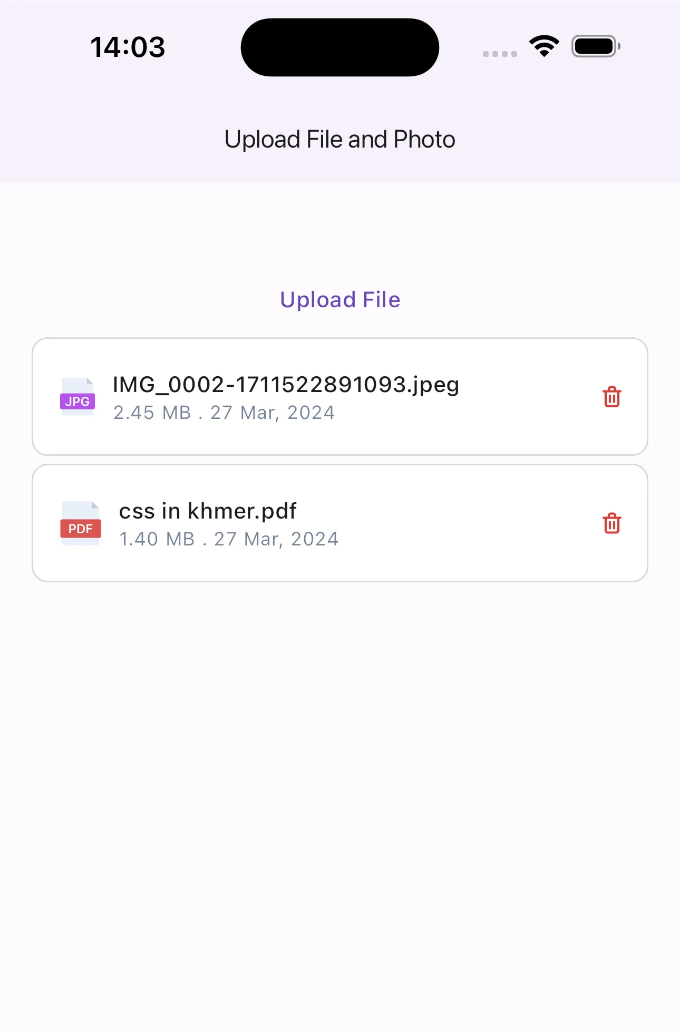 14:03
Upload File and Photo
Upload File
JPG
IMG_0002-1711522891093.jpeg
2.45 MB . 27 Mar, 2024
PDF
css in khmer.pdf
1.40 MB . 27 Mar, 2024